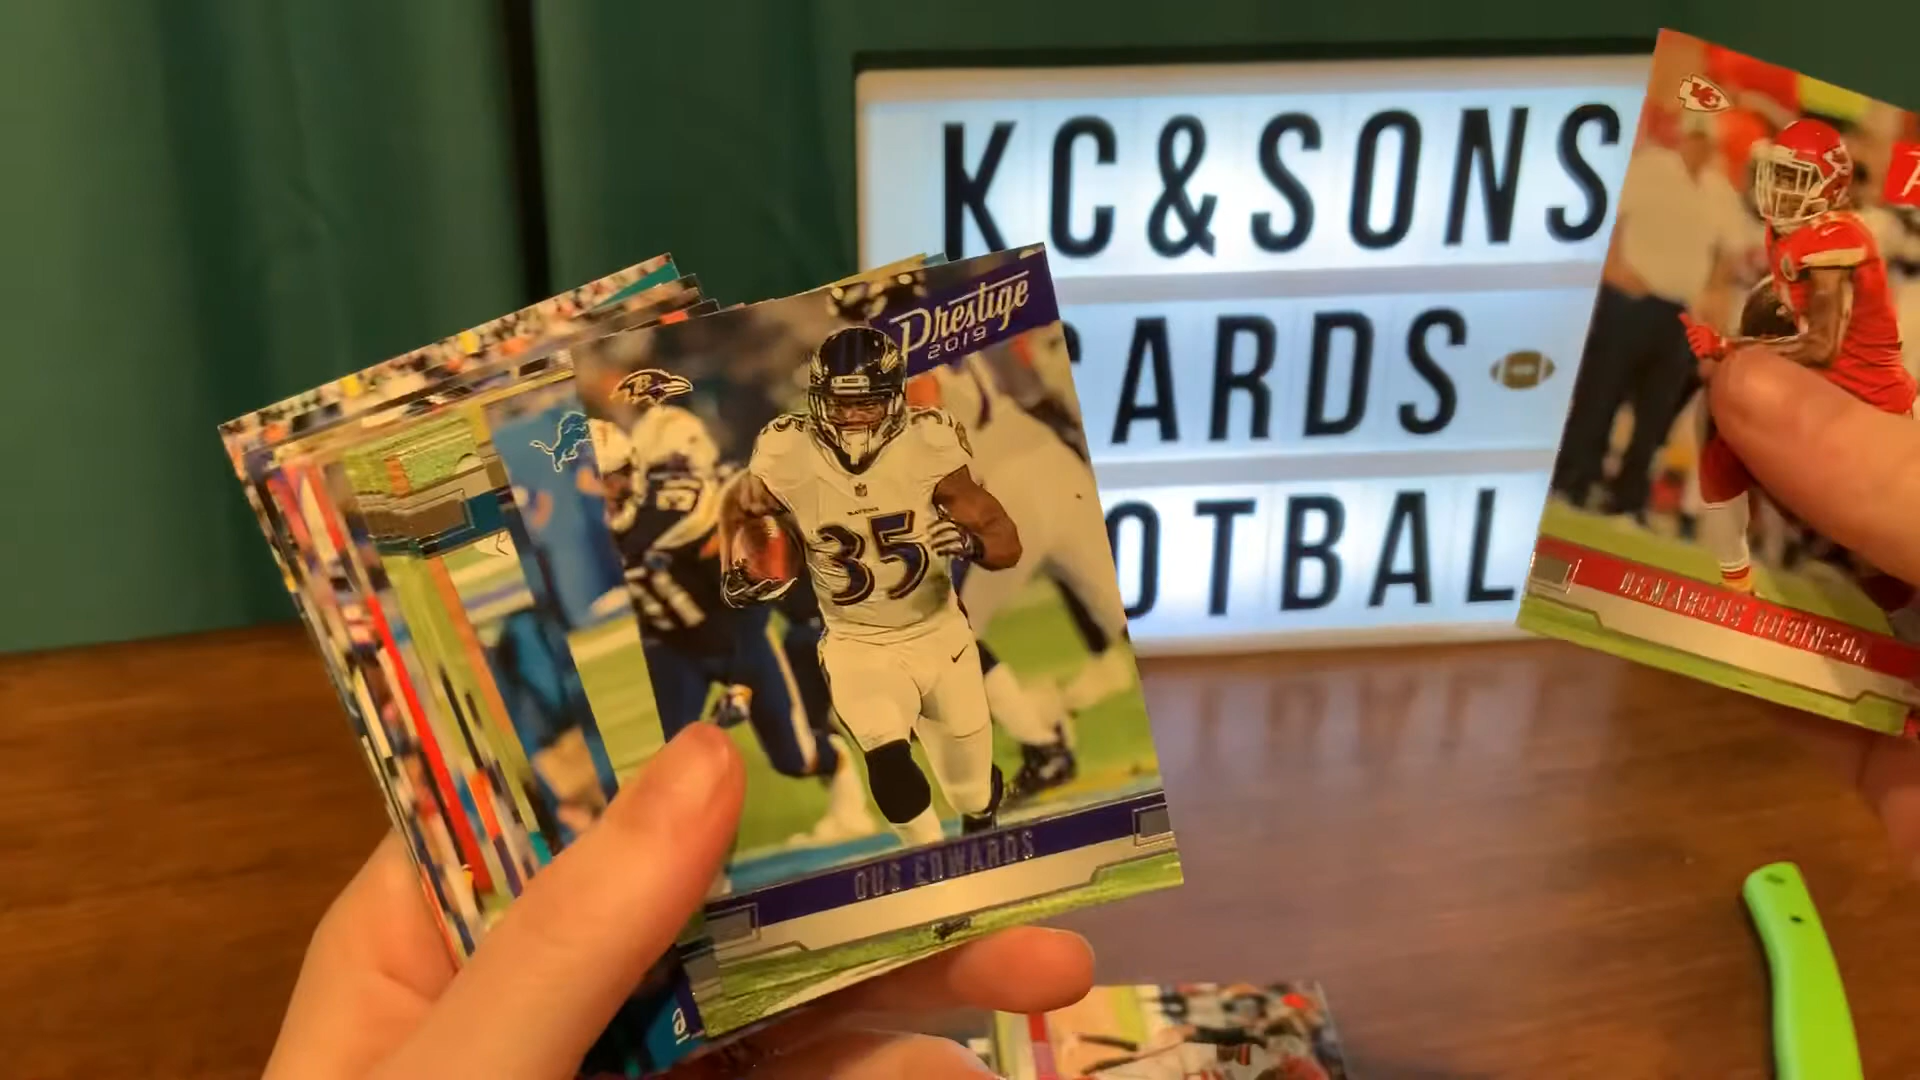 KC&SONS
ARDS
OTBAL
Prestige
2019
35
GUS EDWARDS
DEMARCUS ROBINSON